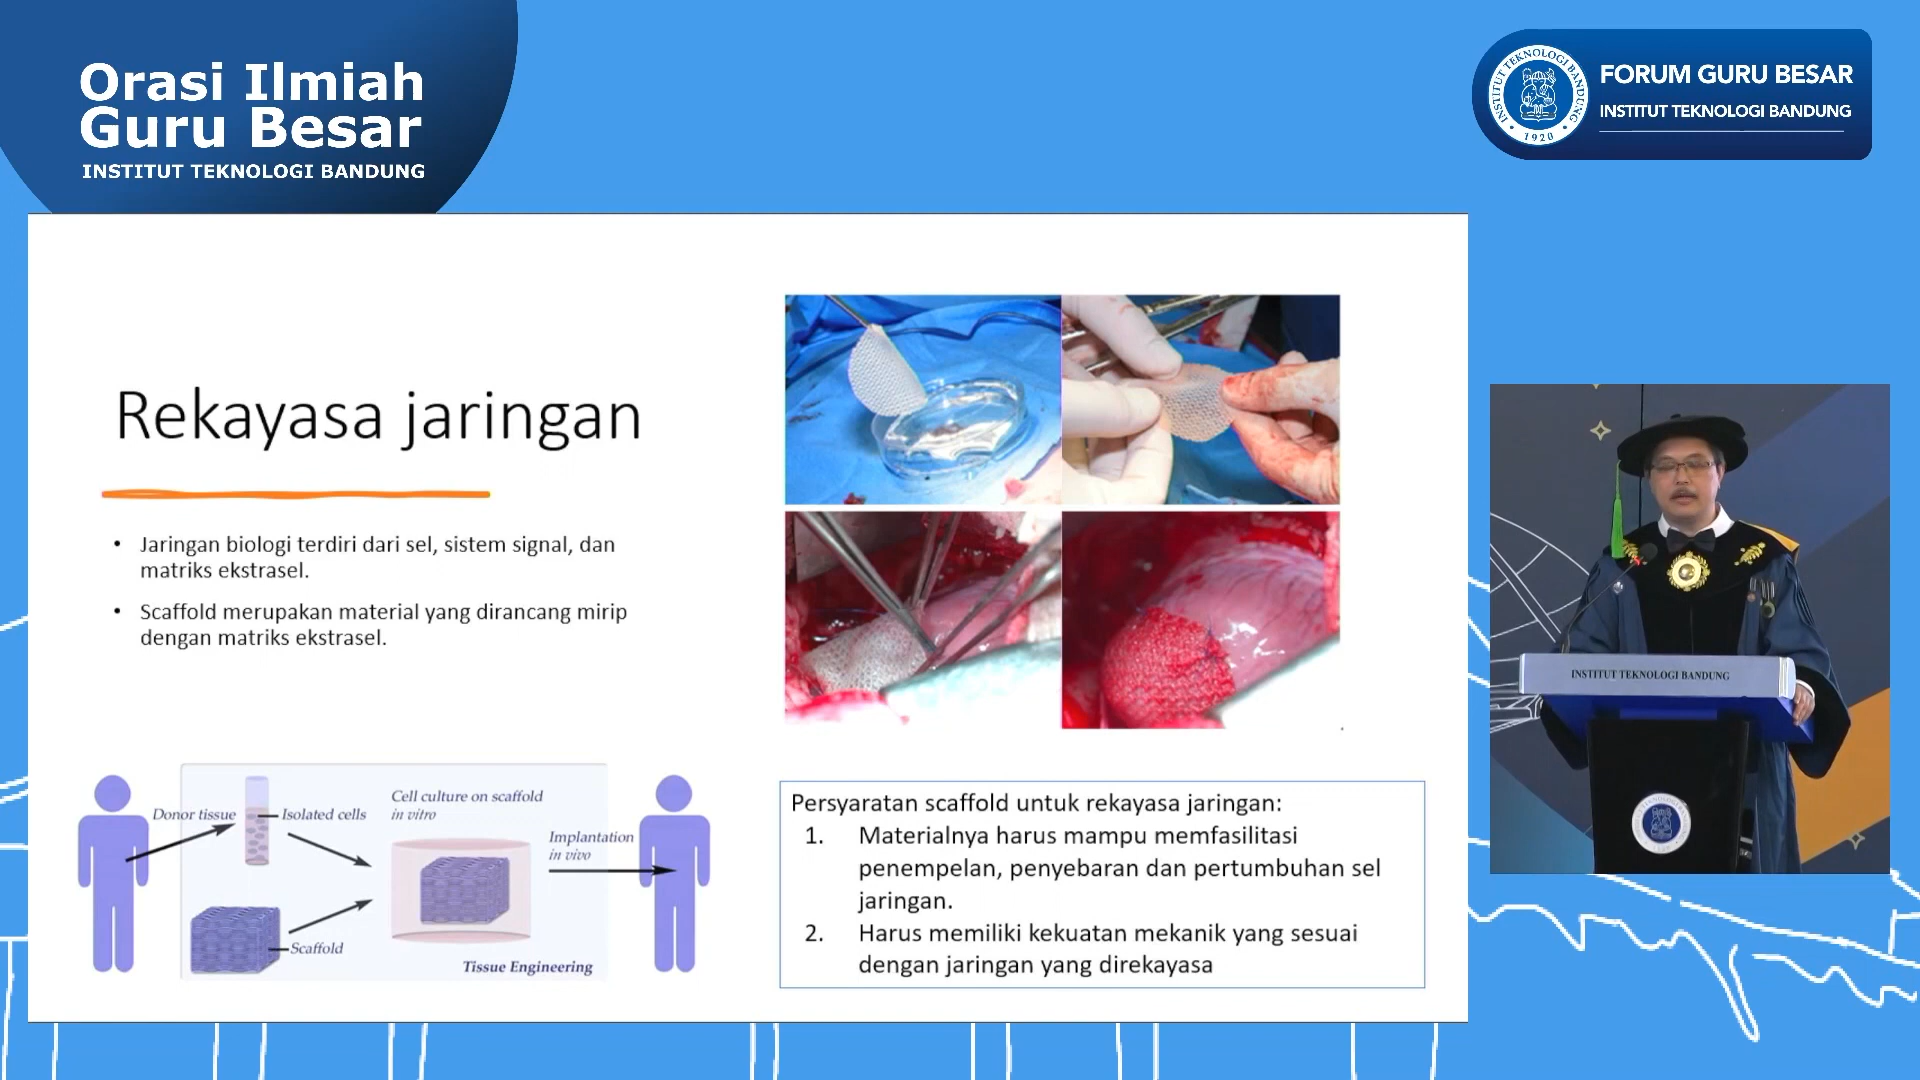 Orasi Ilmiah
Guru Besar
INSTITUT TEKNOLOGI BANDUNG
INSTITUT TEKNOLOGI BANDUNG
1920
FORUM GURU BESAR
INSTITUT TEKNOLOGI BANDUNG
Rekayasa jaringan
• Jaringan biologi terdiri dari sel, sistem signal, dan
matriks ekstrasel.
• Scaffold merupakan material yang dirancang mirip
dengan matriks ekstrasel.
Donor tissue
Isolated cells
Cell culture on scaffold
in vitro
Implantation
in vivo
Scaffold
Tissue Engineering
Persyaratan scaffold untuk rekayasa jaringan:
1. Materialnya harus mampu memfasilitasi
penempelan, penyebaran dan pertumbuhan sel
jaringan.
2. Harus memiliki kekuatan mekanik yang sesuai
dengan jaringan yang direkayasa
INSTITUT TEKNOLOGI BANDUNG